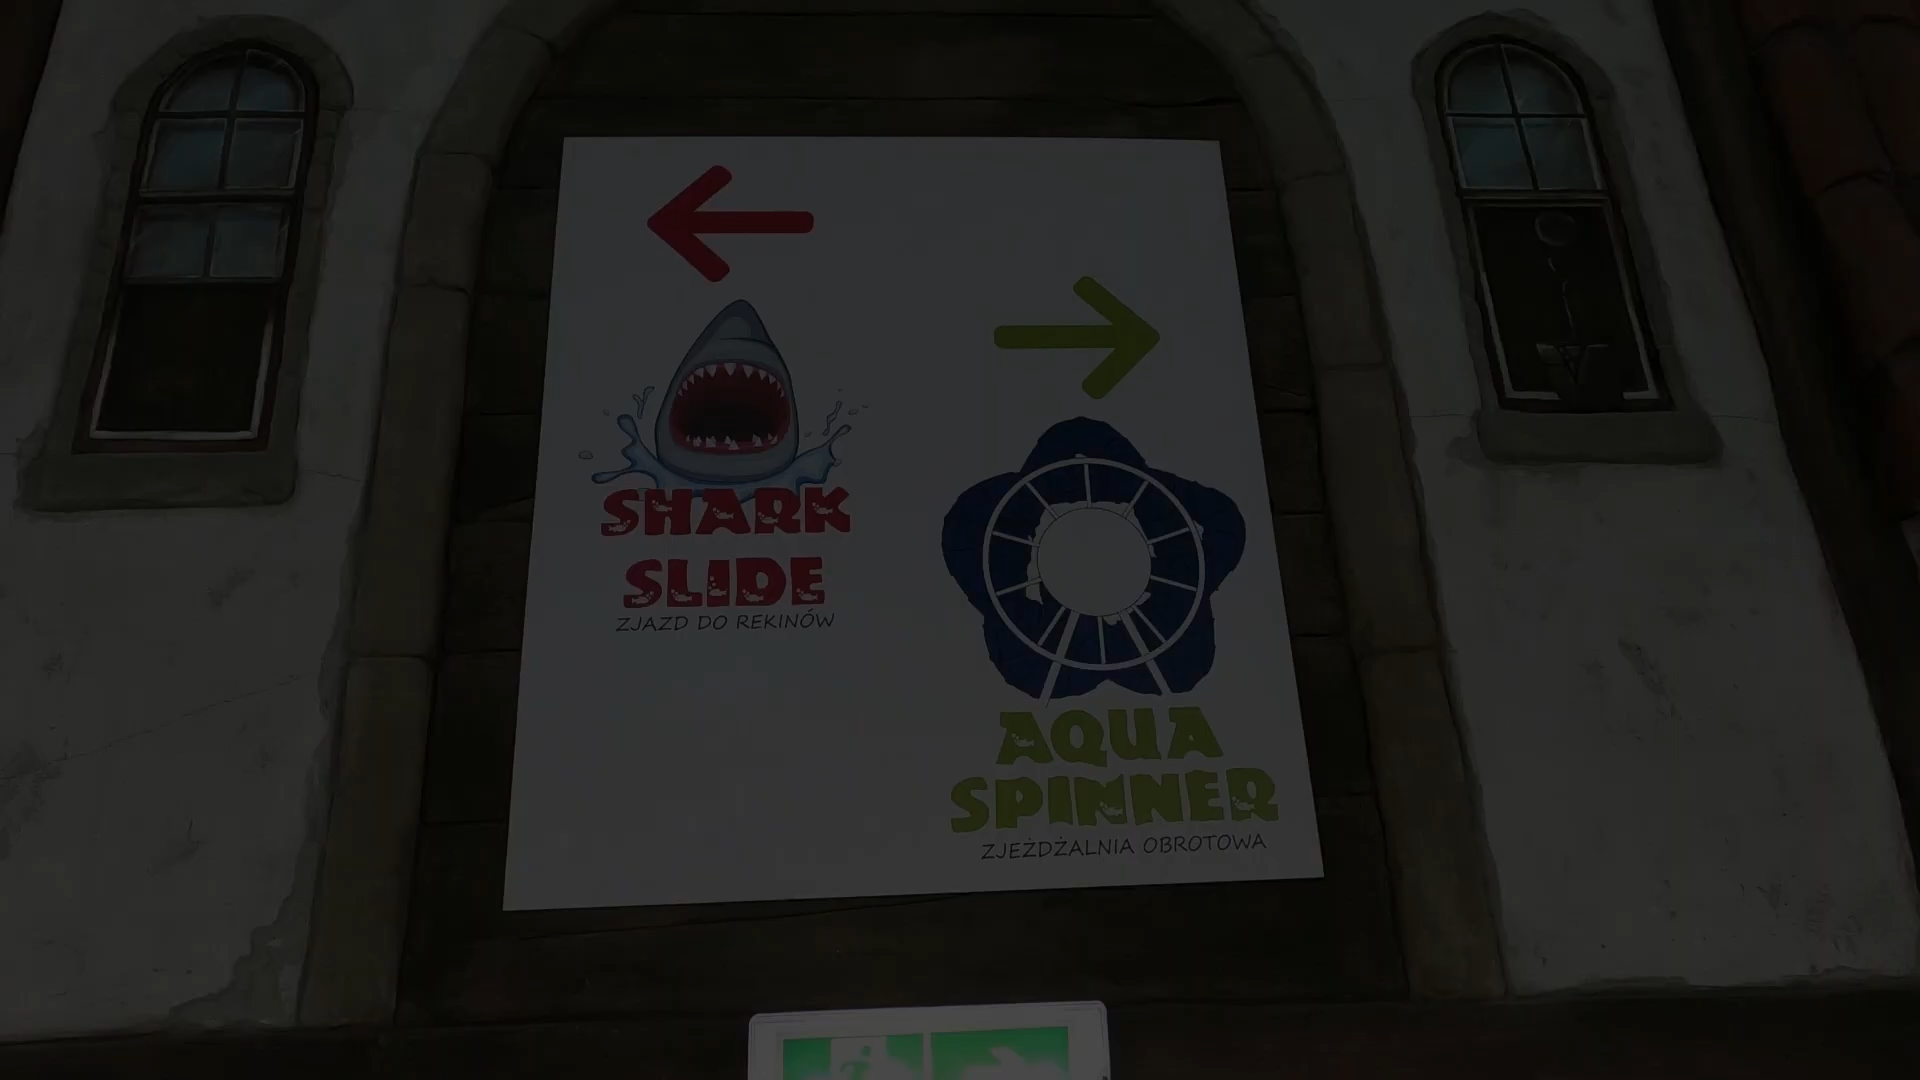 SHARK
SLIDE
ZJAZD DO REKINÓW
AQUA
SPINNER
ZJEŻDŻALNIA OBROTOWA